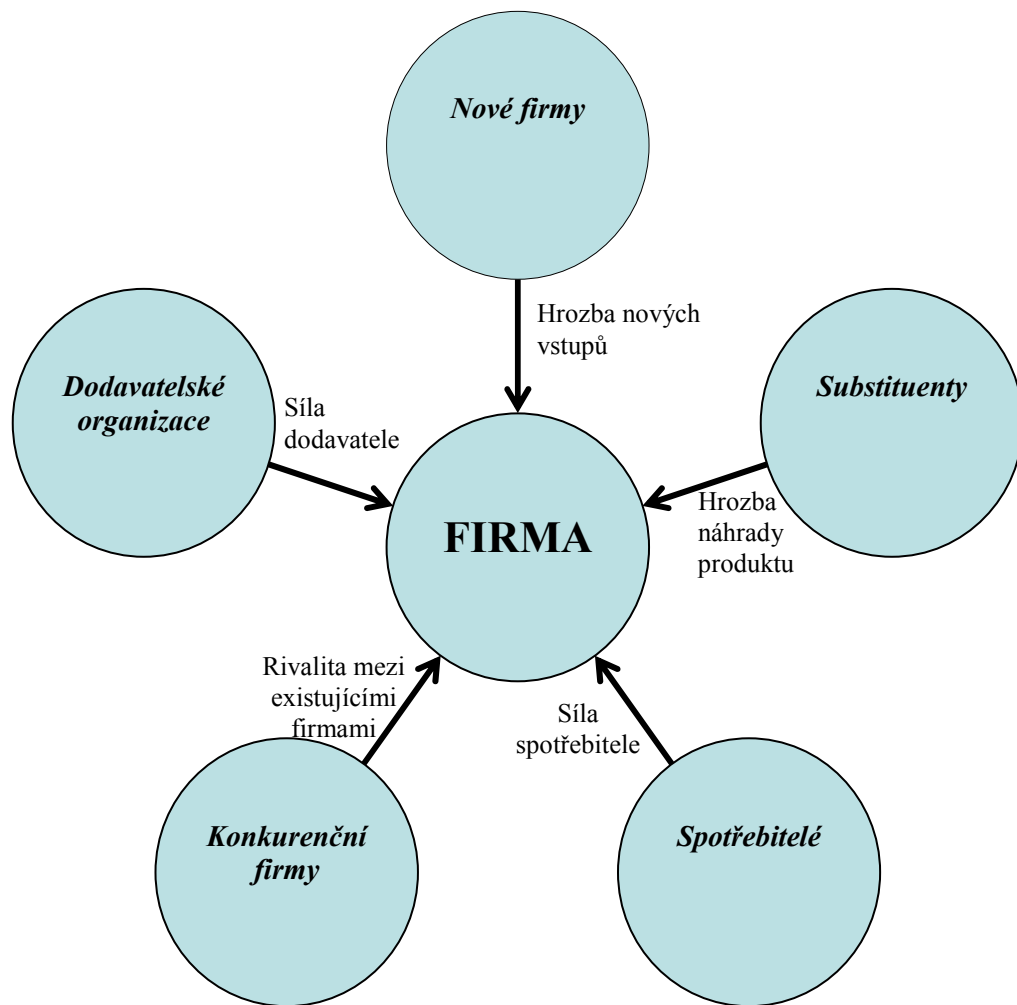 Nové firmy
Hrozba nových
vstupů
Dodavatelské
organizace
Síla
dodavatele
Substituenty
Hrozba
náhrady
produktu
FIRMA
Rivalita mezi
existujícími
firmami
Síla
spotřebitele
Konkurenční
firmy
Spotřebitelé